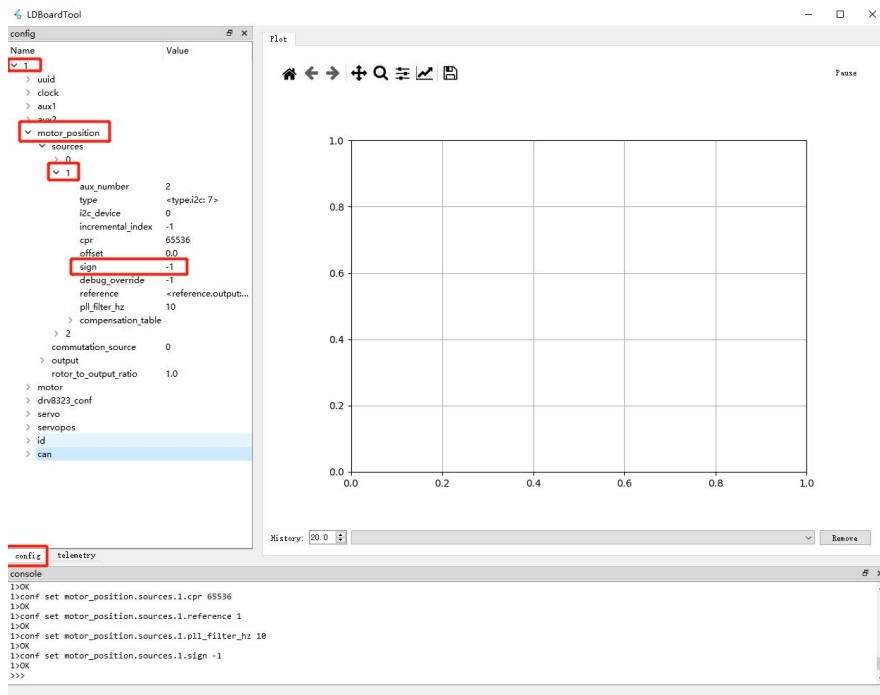 LDBoardTool
config
Name Value
1
uuid
clock
aux1
aux2
motor_position
sources
0
1
aux_number 2
type <type.i2c: 7>
i2c_device 0
incremental_index -1
cpr 65536
offset 0.0
sign -1
debug_override -1
reference <reference.output:...
pll_filter_hz 10
compensation_table
2
commutation_source 0
output
rotor_to_output_ratio 1.0
motor
drv8323_conf
servo
servopos
id
can
config telemetry
Plot
Pause
1.0
0.8
0.6
0.4
0.2
0.0
0.0 0.2 0.4 0.6 0.8 1.0
History: 20.0 Remove
console
1>OK
1>conf set motor_position.sources.1.cpr 65536
1>OK
1>conf set motor_position.sources.1.reference 1
1>OK
1>conf set motor_position.sources.1.pll_filter_hz 10
1>OK
1>conf set motor_position.sources.1.sign -1
1>OK
>>>